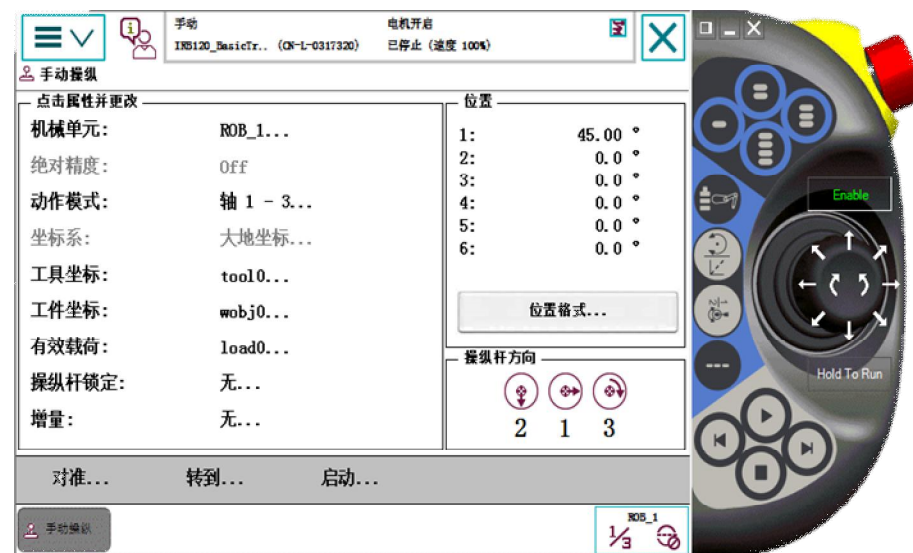 手动 电机开启
IRB120_BasicTr.. (CN-L-0317320) 已停止 (速度 100%)
手动操纵
点击属性并更改
机械单元: ROB_1...
绝对精度: Off
动作模式: 轴 1 - 3...
坐标系: 大地坐标...
工具坐标: tool0...
工件坐标: wobj0...
有效载荷: load0...
操纵杆锁定: 无...
增量: 无...
位置
1: 45.00 °
2: 0.0 °
3: 0.0 °
4: 0.0 °
5: 0.0 °
6: 0.0 °
位置格式...
操纵杆方向
2 1 3
对准... 转到... 启动...
手动操纵
ROB_1
1/3
Enable
Hold To Run